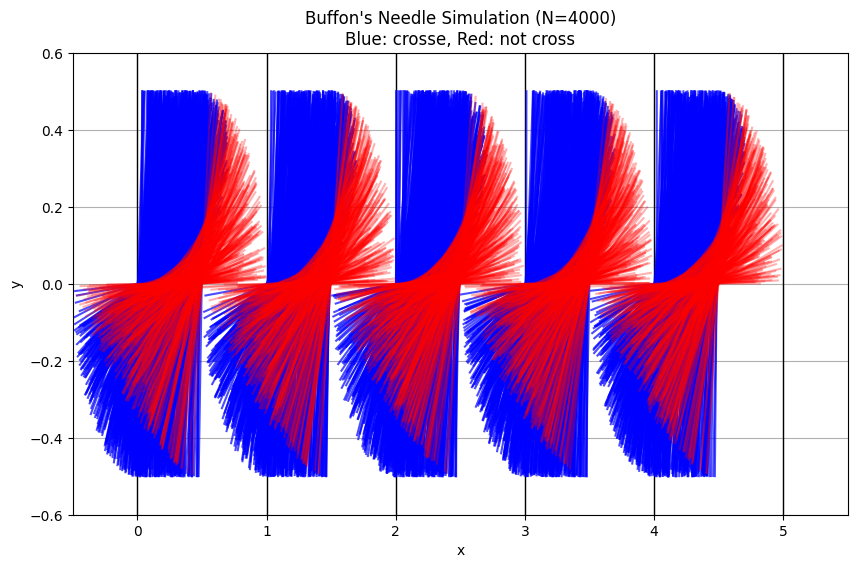 Buffon's Needle Simulation (N=4000)
Blue: crosse, Red: not cross
0.6
0.4
0.2
0.0
−0.2
−0.4
−0.6
y
0 1 2 3 4 5
x